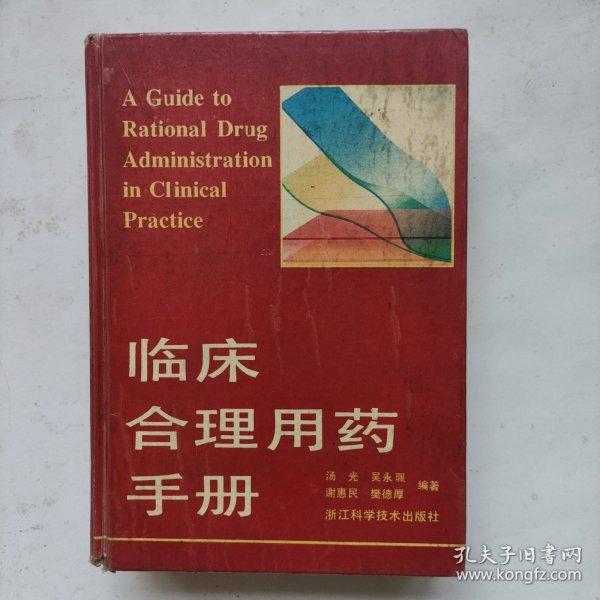 A Guide to
Rational Drug
Administration
in Clinical
Practice
临床
合理用药
手册
汤 光 吴永佩
谢惠民 樊德厚
编著
浙江科学技术出版社
孔夫子旧书网
www.kongfz.com